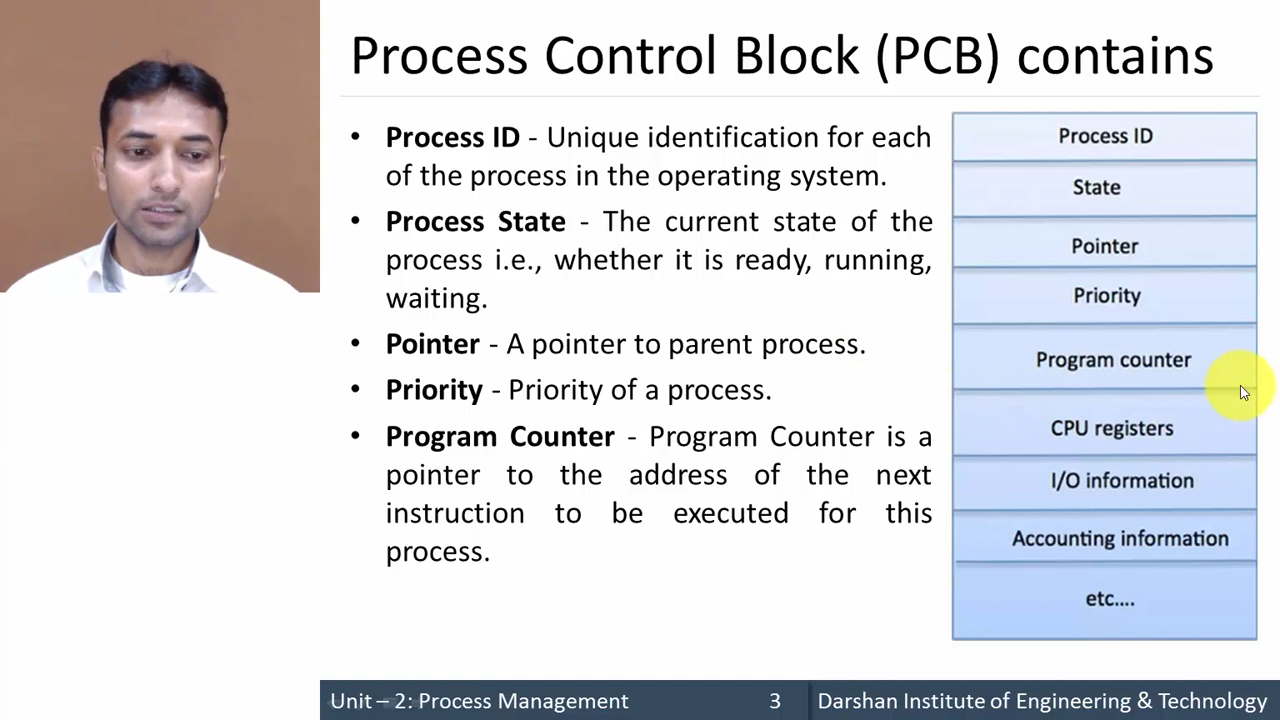 Process Control Block (PCB) contains
• Process ID - Unique identification for each
of the process in the operating system.
• Process State - The current state of the
process i.e., whether it is ready, running,
waiting.
• Pointer - A pointer to parent process.
• Priority - Priority of a process.
• Program Counter - Program Counter is a
pointer to the address of the next
instruction to be executed for this
process.
Process ID
State
Pointer
Priority
Program counter
CPU registers
I/O information
Accounting information
etc....
Unit – 2: Process Management 3 Darshan Institute of Engineering & Technology